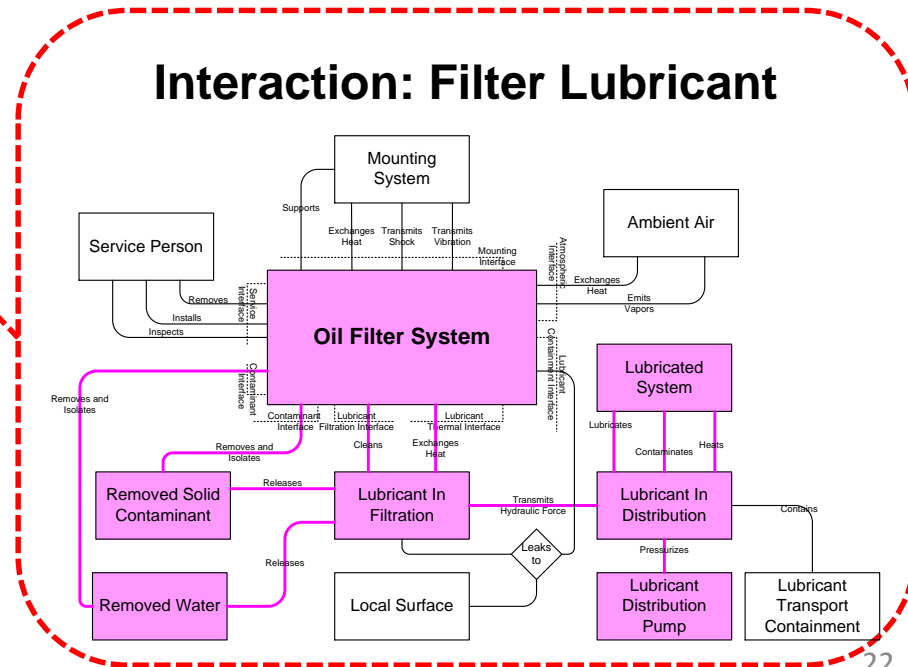 Interaction: Filter Lubricant
Mounting
System
Supports
Exchanges
Heat
Transmits
Shock
Transmits
Vibration
Mounting
Interface
Service Person
Removes
Installs
Inspects
Service
Interface
Ambient Air
Atmospheric
Interface
Exchanges
Heat
Emits
Vapors
Oil Filter System
Lubricant
Containment Interface
Contaminant
Interface
Contaminant
Interface
Lubricant
Filtration Interface
Lubricant
Thermal Interface
Removes and
Isolates
Removes and
Isolates
Cleans
Exchanges
Heat
Lubricated
System
Lubricates
Contaminates
Heats
Removed Solid
Contaminant
Releases
Lubricant In
Filtration
Transmits
Hydraulic Force
Lubricant In
Distribution
Contains
Releases
Leaks
to
Pressurizes
Removed Water
Local Surface
Lubricant
Distribution
Pump
Lubricant
Transport
Containment
22